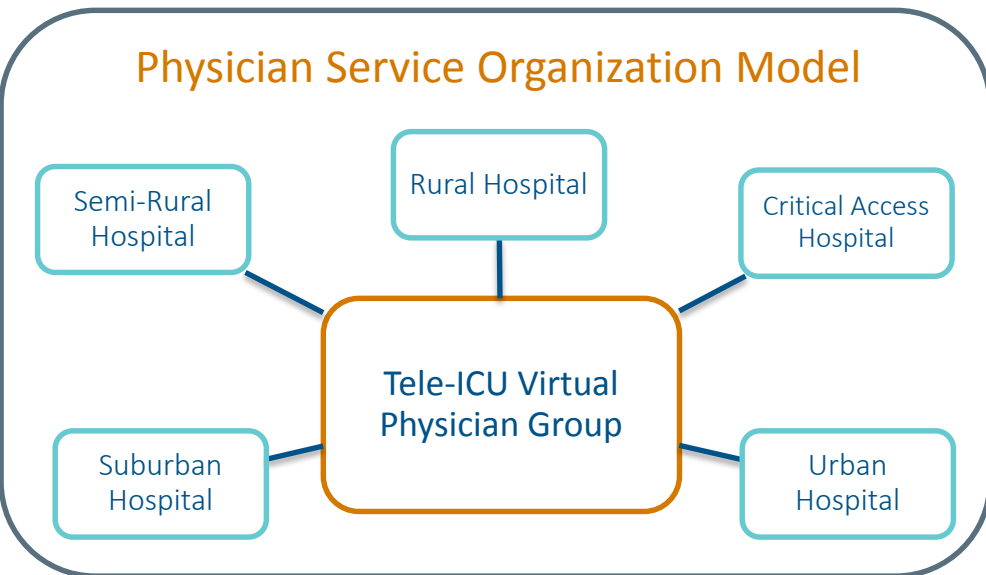 Physician Service Organization Model
Rural Hospital
Semi-Rural
Hospital
Critical Access
Hospital
Tele-ICU Virtual
Physician Group
Suburban
Hospital
Urban
Hospital